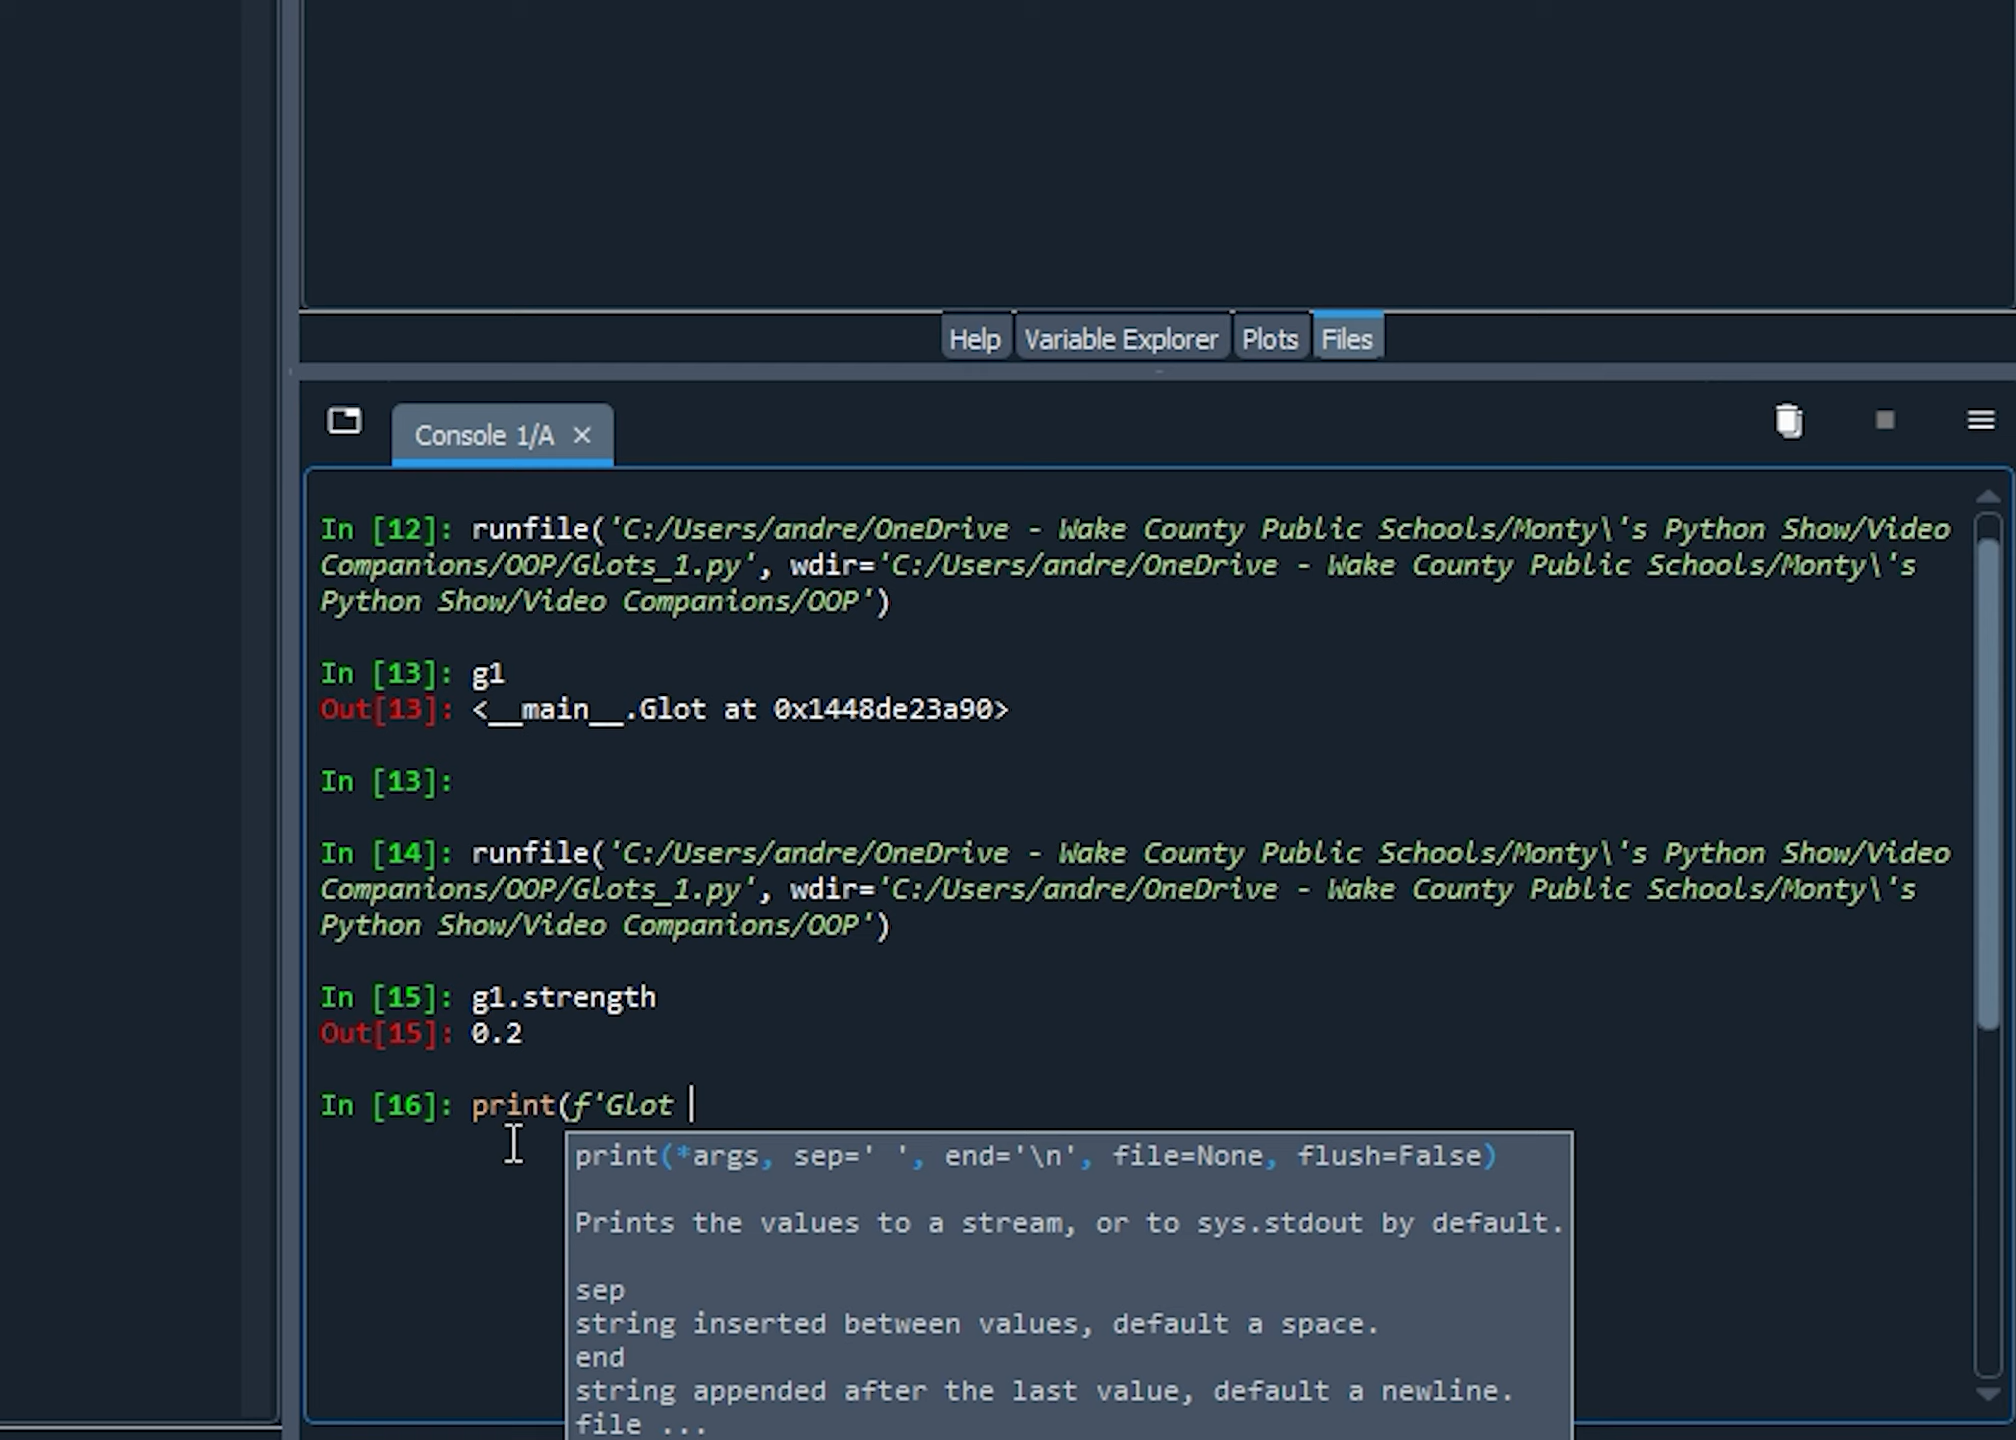 Help Variable Explorer Plots Files
Console 1/A
In [12]: runfile('C:/Users/andre/OneDrive - Wake County Public Schools/Monty\'s Python Show/Video
Companions/OOP/Glots_1.py', wdir='C:/Users/andre/OneDrive - Wake County Public Schools/Monty\'s
Python Show/Video Companions/OOP')
In [13]: g1
Out[13]: <__main__.Glot at 0x1448de23a90>
In [13]:
In [14]: runfile('C:/Users/andre/OneDrive - Wake County Public Schools/Monty\'s Python Show/Video
Companions/OOP/Glots_1.py', wdir='C:/Users/andre/OneDrive - Wake County Public Schools/Monty\'s
Python Show/Video Companions/OOP')
In [15]: g1.strength
Out[15]: 0.2
In [16]: print(f'Glot
print(*args, sep=' ', end='\n', file=None, flush=False)
Prints the values to a stream, or to sys.stdout by default.
sep
string inserted between values, default a space.
end
string appended after the last value, default a newline.
file ...